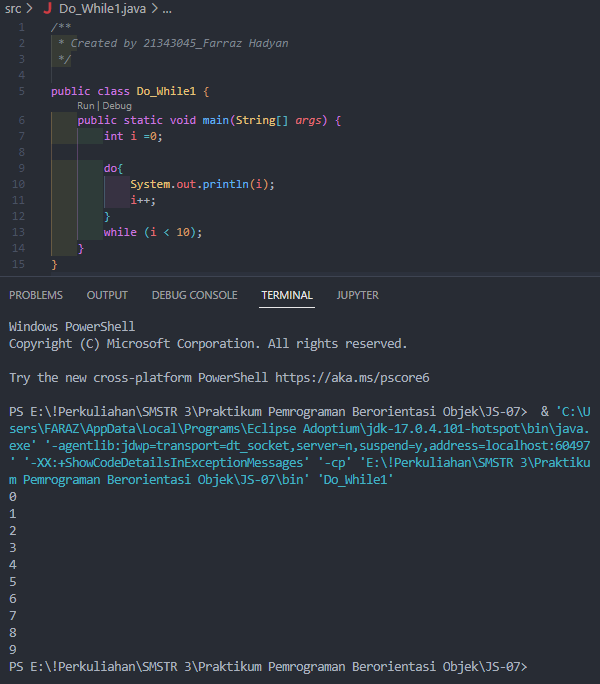 src > J Do_While1.java > ...
1 /**
2 * Created by 21343045_Farraz Hadyan
3 */
4
5 public class Do_While1 {
Run | Debug
6 public static void main(String[] args) {
7 int i =0;
8
9 do{
10 System.out.println(i);
11 i++;
12 }
13 while (i < 10);
14 }
15 }
PROBLEMS OUTPUT DEBUG CONSOLE TERMINAL JUPYTER
Windows PowerShell
Copyright (C) Microsoft Corporation. All rights reserved.
Try the new cross-platform PowerShell https://aka.ms/pscore6
PS E:\!Perkuliahan\SMSTR 3\Praktikum Pemrograman Berorientasi Objek\JS-07>  & 'C:\U
sers\FARAZ\AppData\Local\Programs\Eclipse Adoptium\jdk-17.0.4.101-hotspot\bin\java.
exe' '-agentlib:jdwp=transport=dt_socket,server=n,suspend=y,address=localhost:60497
' '-XX:+ShowCodeDetailsInExceptionMessages' '-cp' 'E:\!Perkuliahan\SMSTR 3\Praktiku
m Pemrograman Berorientasi Objek\JS-07\bin' 'Do_While1'
0
1
2
3
4
5
6
7
8
9
PS E:\!Perkuliahan\SMSTR 3\Praktikum Pemrograman Berorientasi Objek\JS-07>